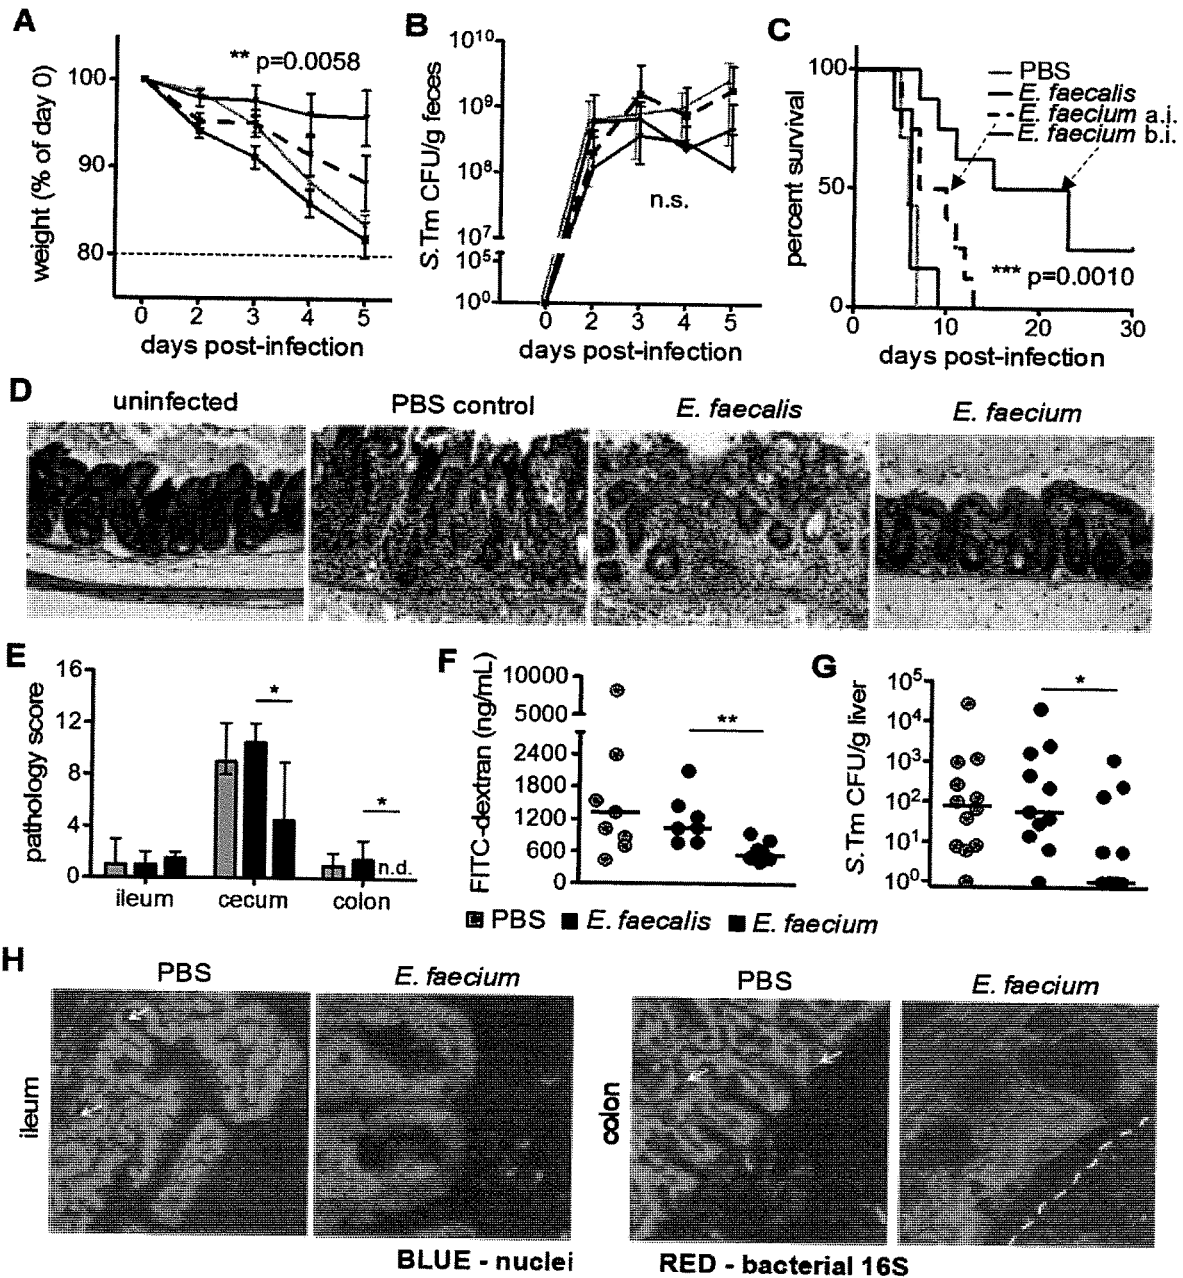 A
** p=0.0058
weight (% of day 0)
100
90
80
0 2 3 4 5
days post-infection
B
S.Tm CFU/g feces
10^10
10^9
10^8
10^7
10^5
10^0
n.s.
0 2 3 4 5
days post-infection
C
percent survival
100
50
0
PBS
E. faecalis
E. faecium a.i.
E. faecium b.i.
*** p=0.0010
0 10 20 30
days post-infection
D
uninfected PBS control E. faecalis E. faecium
E
pathology score
16
12
8
4
0
*
*
n.d.
ileum cecum colon
F
FITC-dextran (ng/mL)
10000
5000
2400
1800
1200
600
0
**
G
S.Tm CFU/g liver
10^5
10^4
10^3
10^2
10^1
10^0
*
PBS E. faecalis E. faecium
H
PBS E. faecium PBS E. faecium
ileum
colon
BLUE - nuclei RED - bacterial 16S